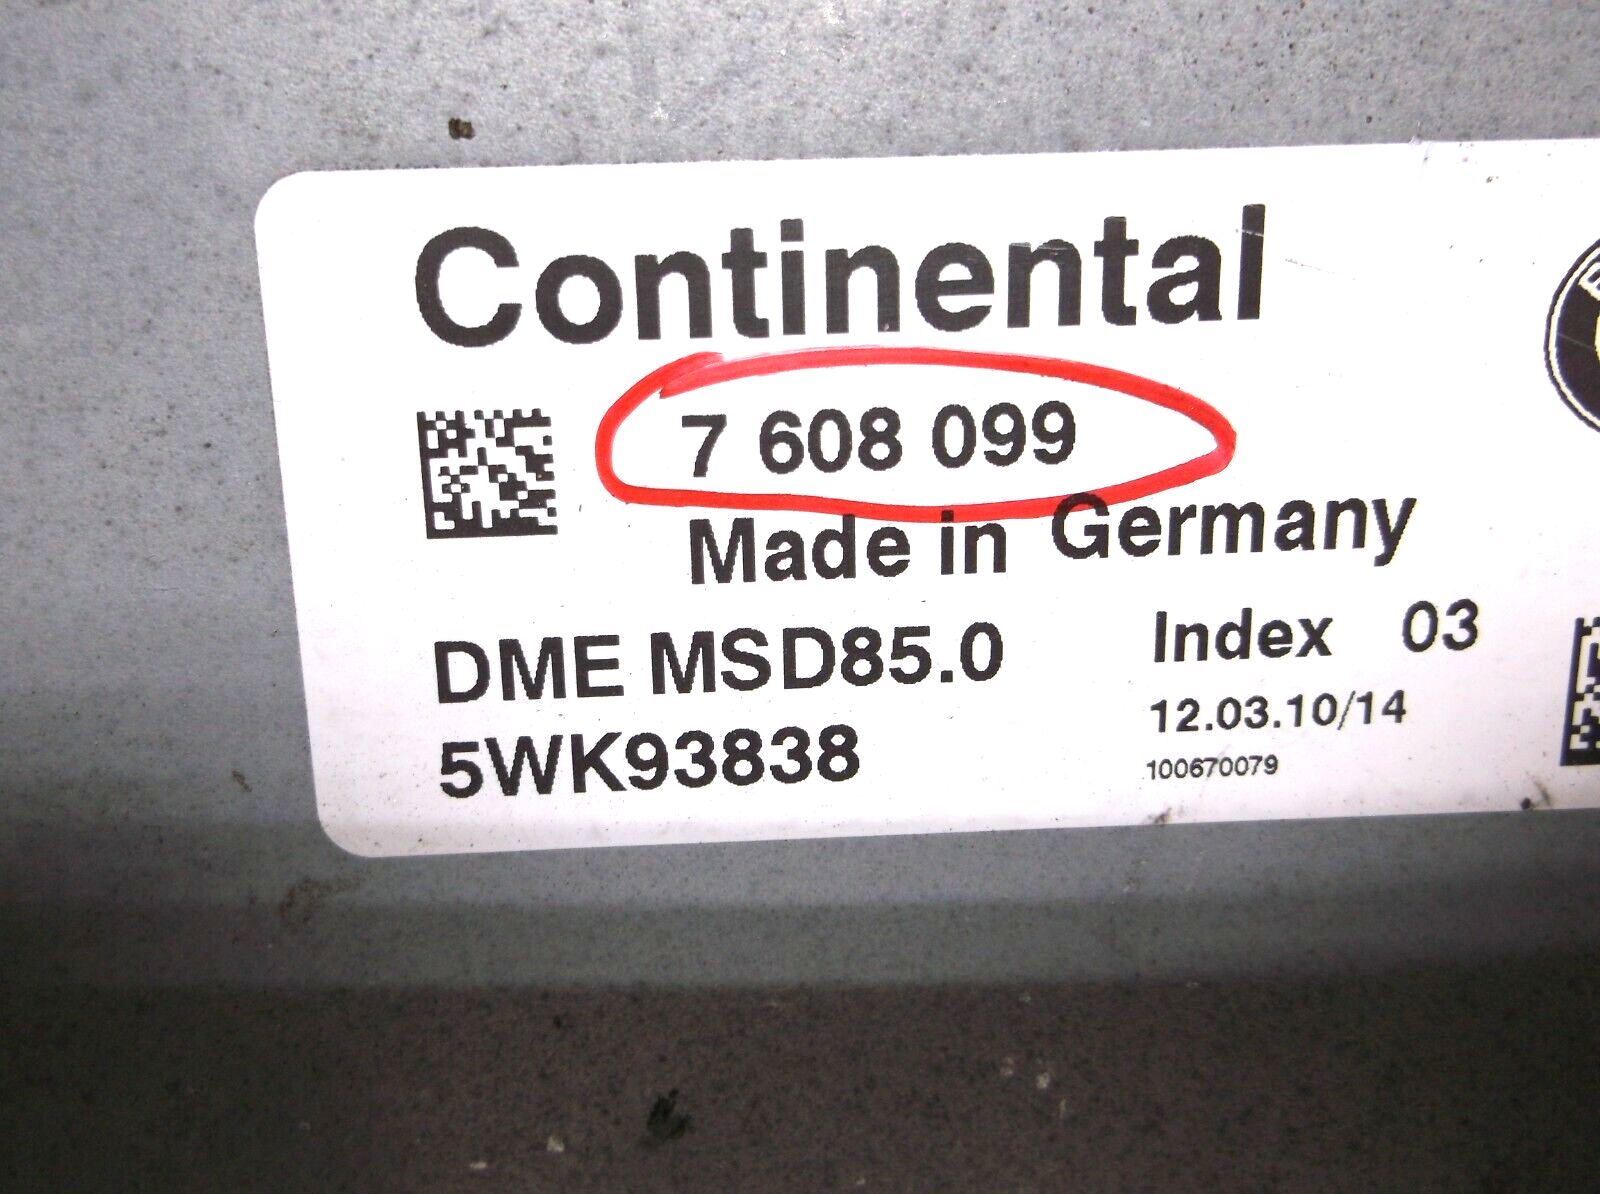 Continental
7 608 099
Made in Germany
DME MSD85.0
Index 03
5WK93838
12.03.10/14
100670079